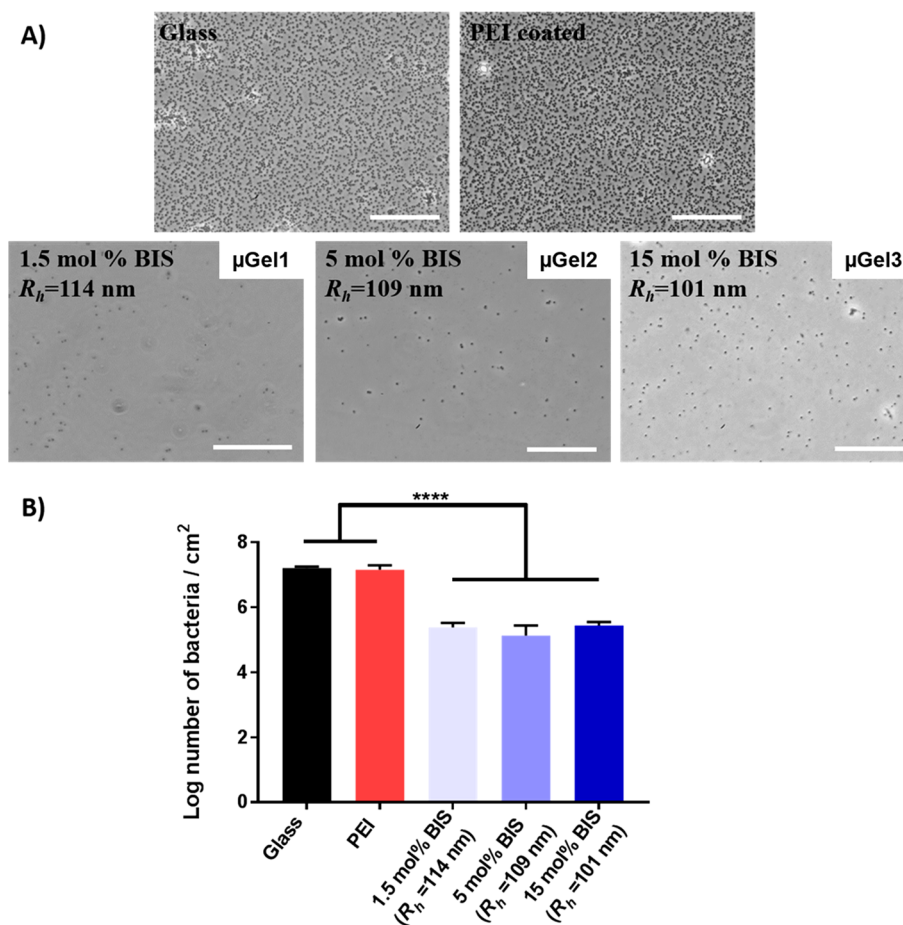 A)
Glass
PEI coated
1.5 mol % BIS
Rh=114 nm
µGel1
5 mol % BIS
Rh=109 nm
µGel2
15 mol % BIS
Rh=101 nm
µGel3
B)
****
Log number of bacteria / cm2
8
6
4
2
0
Glass
PEI
1.5 mol% BIS
(Rh =114 nm)
5 mol% BIS
(Rh =109 nm)
15 mol% BIS
(Rh =101 nm)